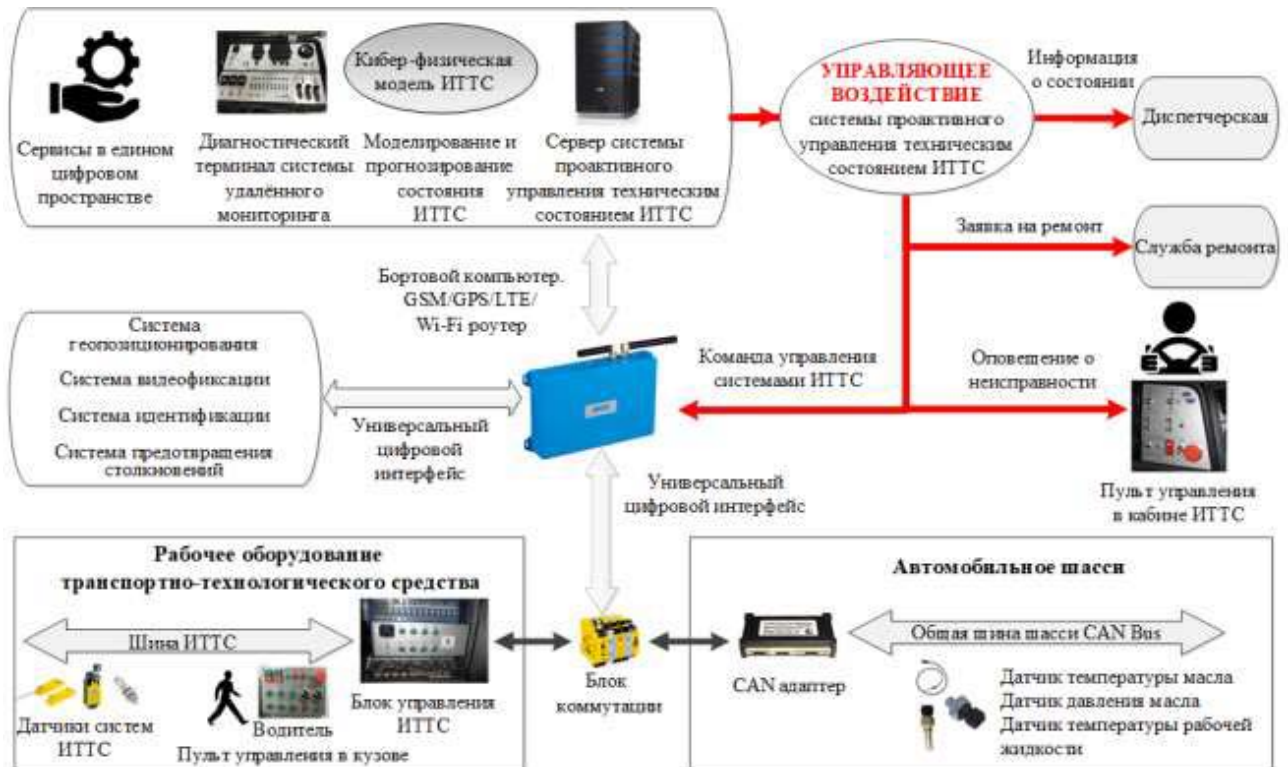 Кибер-физическая
модель ИТТС
Сервисы в едином
цифровом
пространстве
Диагностический
терминал системы
удалённого
мониторинга
Моделирование и
прогнозирование
состояния
ИТТС
Сервер системы
проактивного
управления техническим
состоянием ИТТС
УПРАВЛЯЮЩЕЕ
ВОЗДЕЙСТВИЕ
системы проактивного
управления техническим
состоянием ИТТС
Информация
о состоянии
Диспетчерская
Заявка на ремонт
Служба ремонта
Бортовой компьютер.
GSM/GPS/LTE/
Wi-Fi роутер
Система
геопозиционирования
Система видеофиксации
Система идентификации
Система предотвращения
столкновений
Универсальный
цифровой
интерфейс
Команда управления
системами ИТТС
Оповещение о
неисправности
Пульт управления
в кабине ИТТС
Универсальный
цифровой интерфейс
Рабочее оборудование
транспортно-технологического средства
Шина ИТТС
Датчики систем
ИТТС
Водитель
Пульт управления в кузове
Блок управления
ИТТС
Блок
коммутации
Автомобильное шасси
Общая шина шасси CAN Bus
CAN адаптер
Датчик температуры масла
Датчик давления масла
Датчик температуры рабочей
жидкости